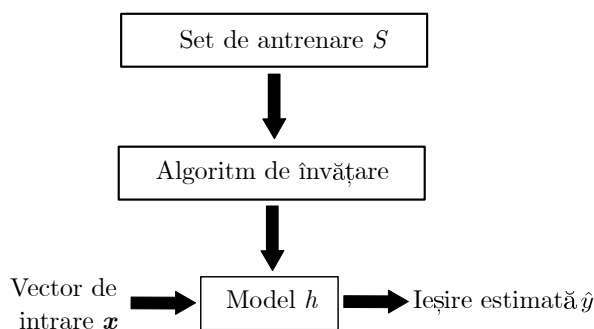 Set de antrenare S
Algoritm de învățare
Vector de
intrare x
Model h
Ieșire estimată ŷ